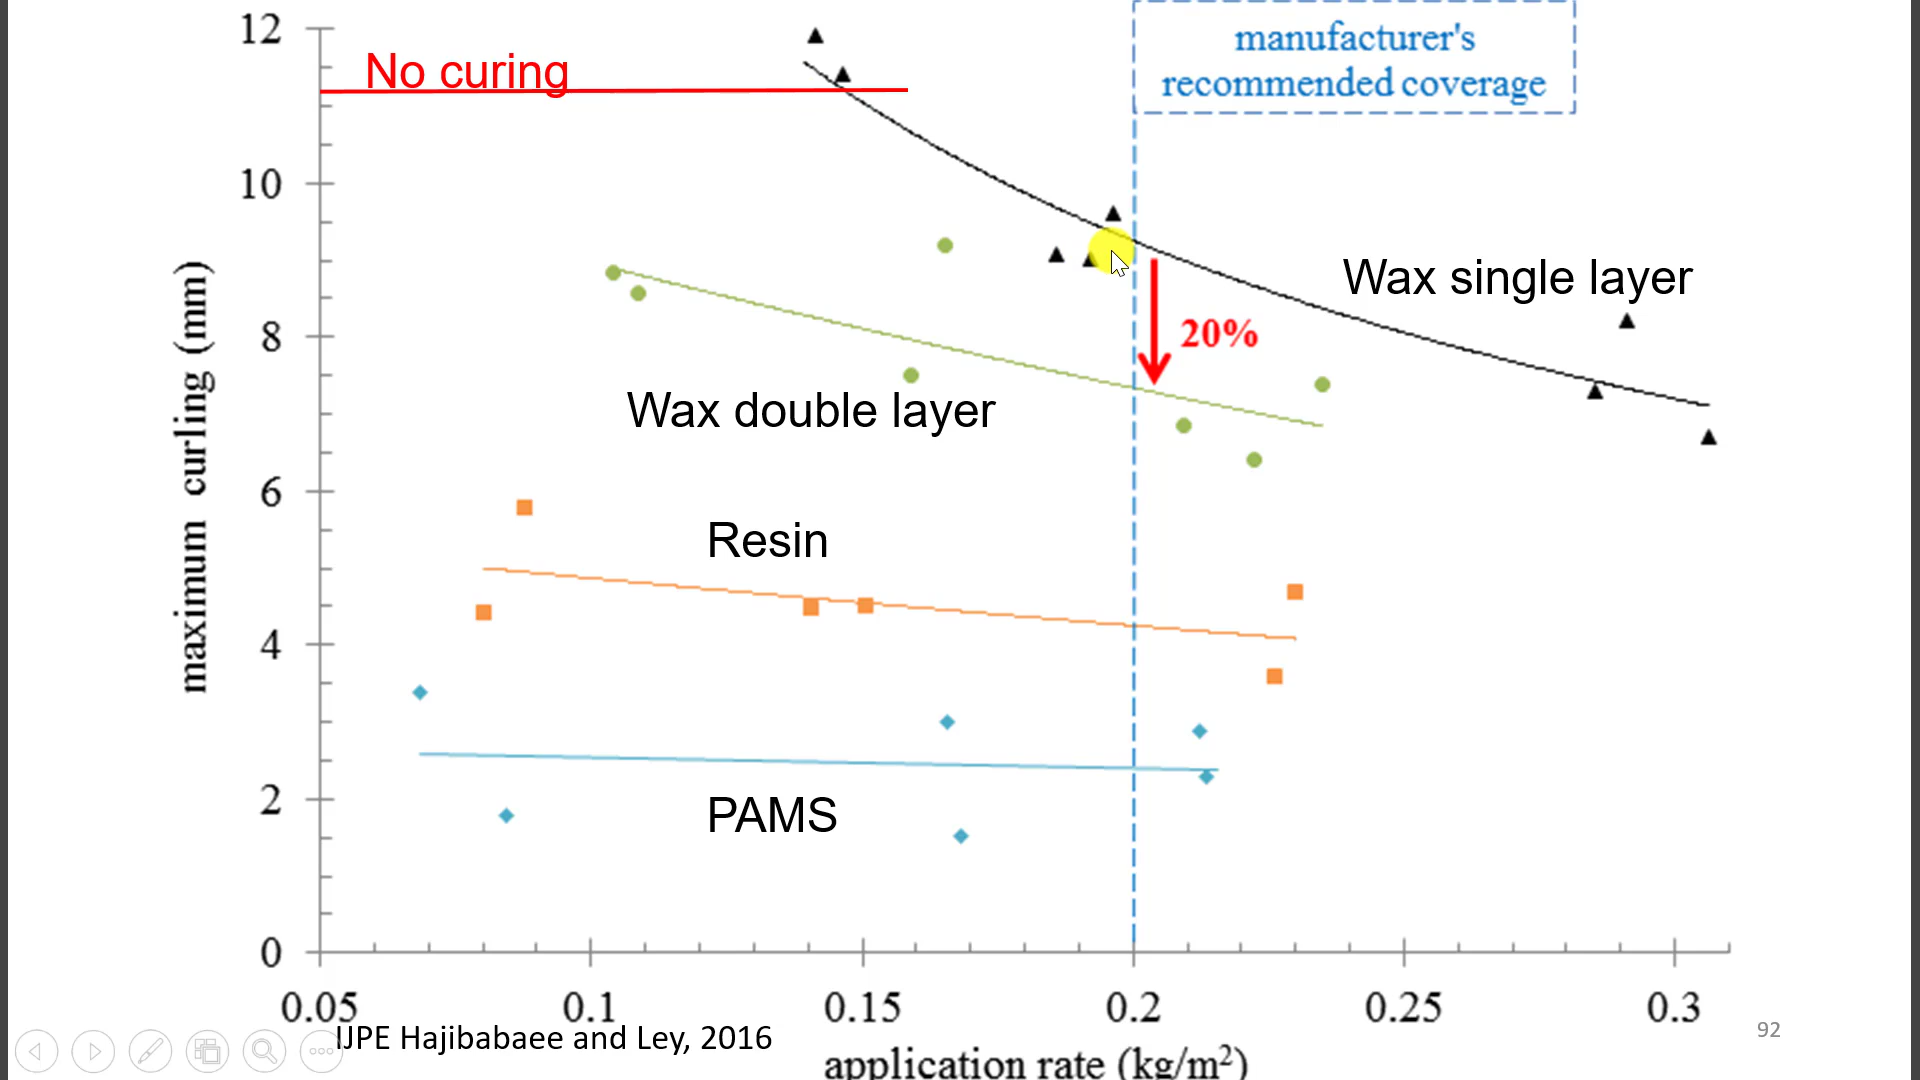 12
No curing
manufacturer's
recommended coverage
10
Wax single layer
maximum curling (mm)
8
20%
Wax double layer
6
Resin
4
2
PAMS
0
0.05
0.1
0.15
0.2
0.25
0.3
IJPE Hajibabaee and Ley, 2016
application rate (kg/m²)
92